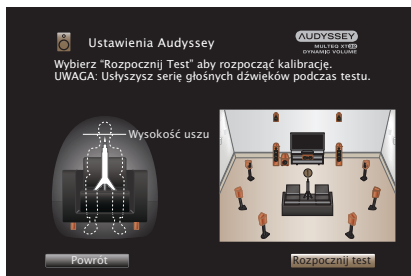 Ustawienia Audyssey
AUDYSSEY
MULTEQ XT32
DYNAMIC VOLUME
Wybierz "Rozpocznij Test" aby rozpocząć kalibrację.
UWAGA: Usłyszysz serię głośnych dźwięków podczas testu.
Wysokość uszu
Powrót
Rozpocznij test